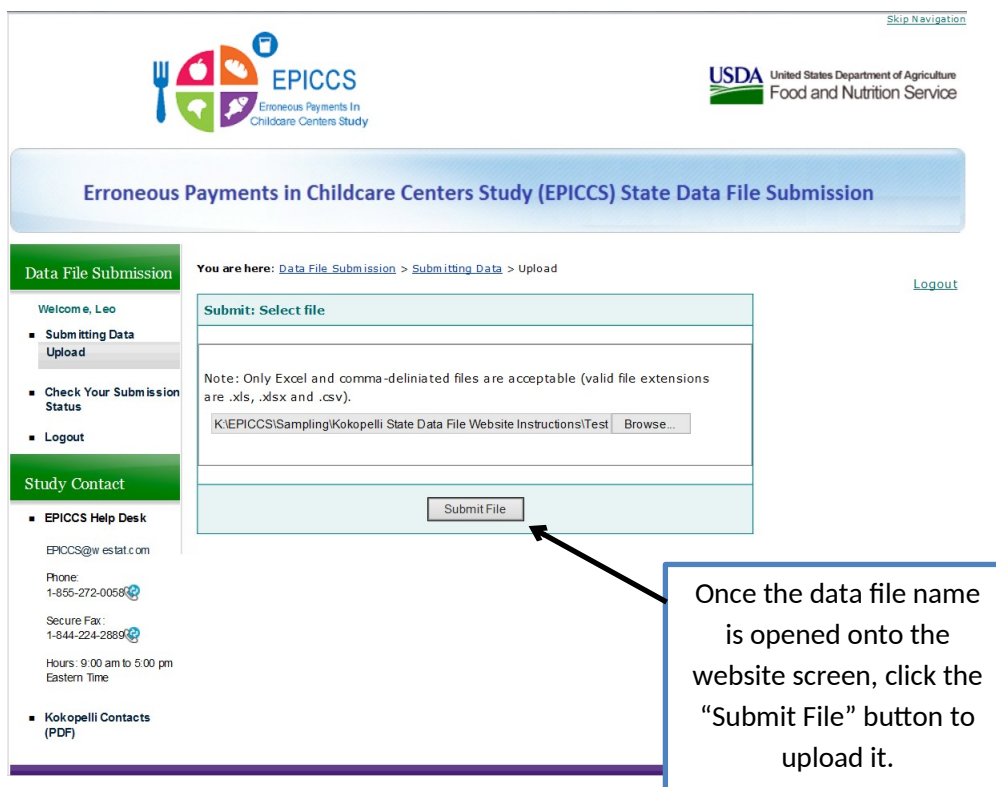 Skip Navigation
EPICCS
Erroneous Payments In
Childcare Centers Study
USDA United States Department of Agriculture
Food and Nutrition Service
Erroneous Payments in Childcare Centers Study (EPICCS) State Data File Submission
Data File Submission
Welcome, Leo
Submitting Data
Upload
Check Your Submission
Status
Logout
Study Contact
EPICCS Help Desk
EPICCS@westat.com
Phone:
1-855-272-0058
Secure Fax:
1-844-224-2889
Hours: 9:00 am to 5:00 pm
Eastern Time
Kokopelli Contacts
(PDF)
You are here: Data File Submission > Submitting Data > Upload
Logout
Submit: Select file
Note: Only Excel and comma-deliniated files are acceptable (valid file extensions
are .xls, .xlsx and .csv).
K:\EPICCS\Sampling\Kokopelli State Data File Website Instructions\Test Browse...
Submit File
Once the data file name
is opened onto the
website screen, click the
“Submit File” button to
upload it.